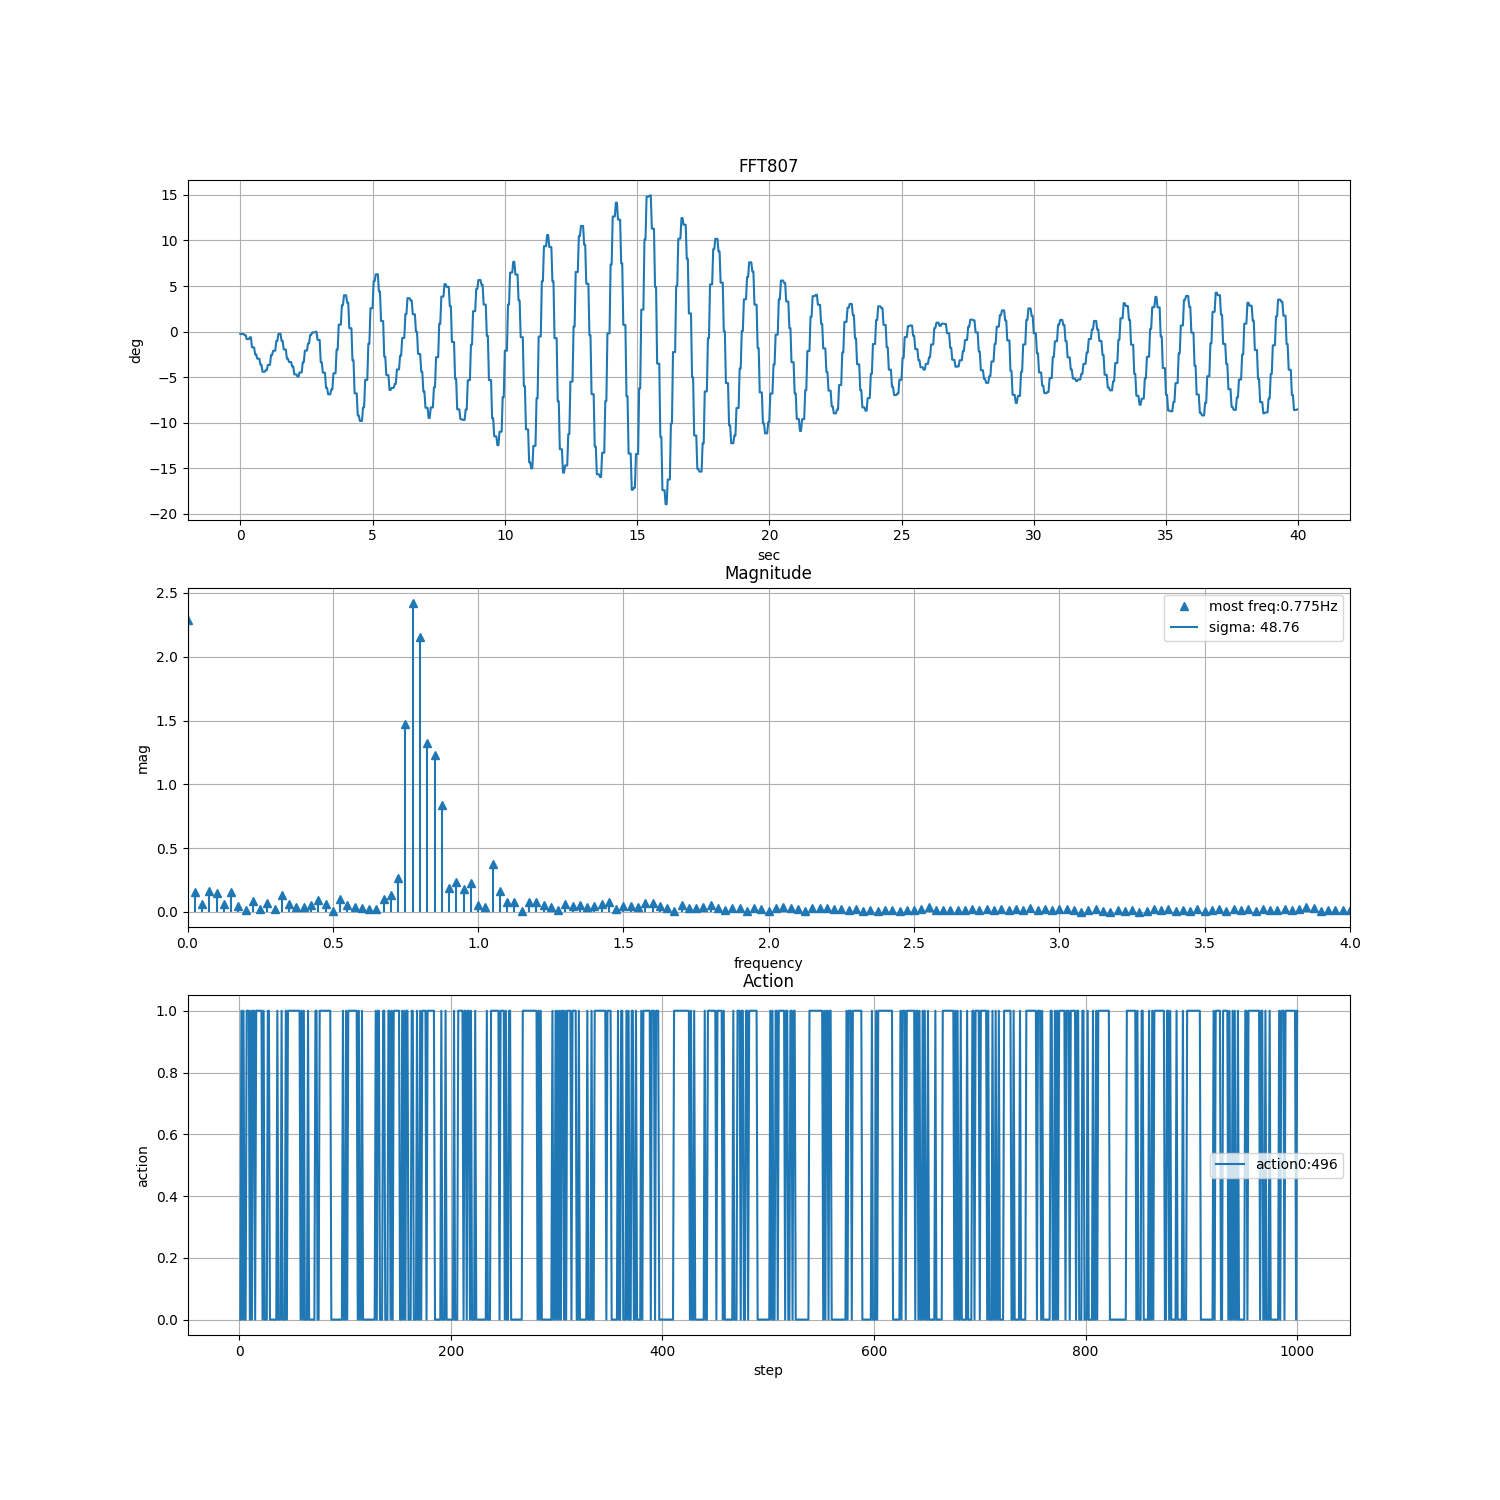 FFT807
15
10
5
0
−5
−10
−15
−20
deg
0 5 10 15 20 25 30 35 40
sec
Magnitude
2.5
2.0
1.5
1.0
0.5
0.0
mag
most freq:0.775Hz
sigma: 48.76
0.0 0.5 1.0 1.5 2.0 2.5 3.0 3.5 4.0
frequency
Action
1.0
0.8
0.6
0.4
0.2
0.0
action
action0:496
0 200 400 600 800 1000
step